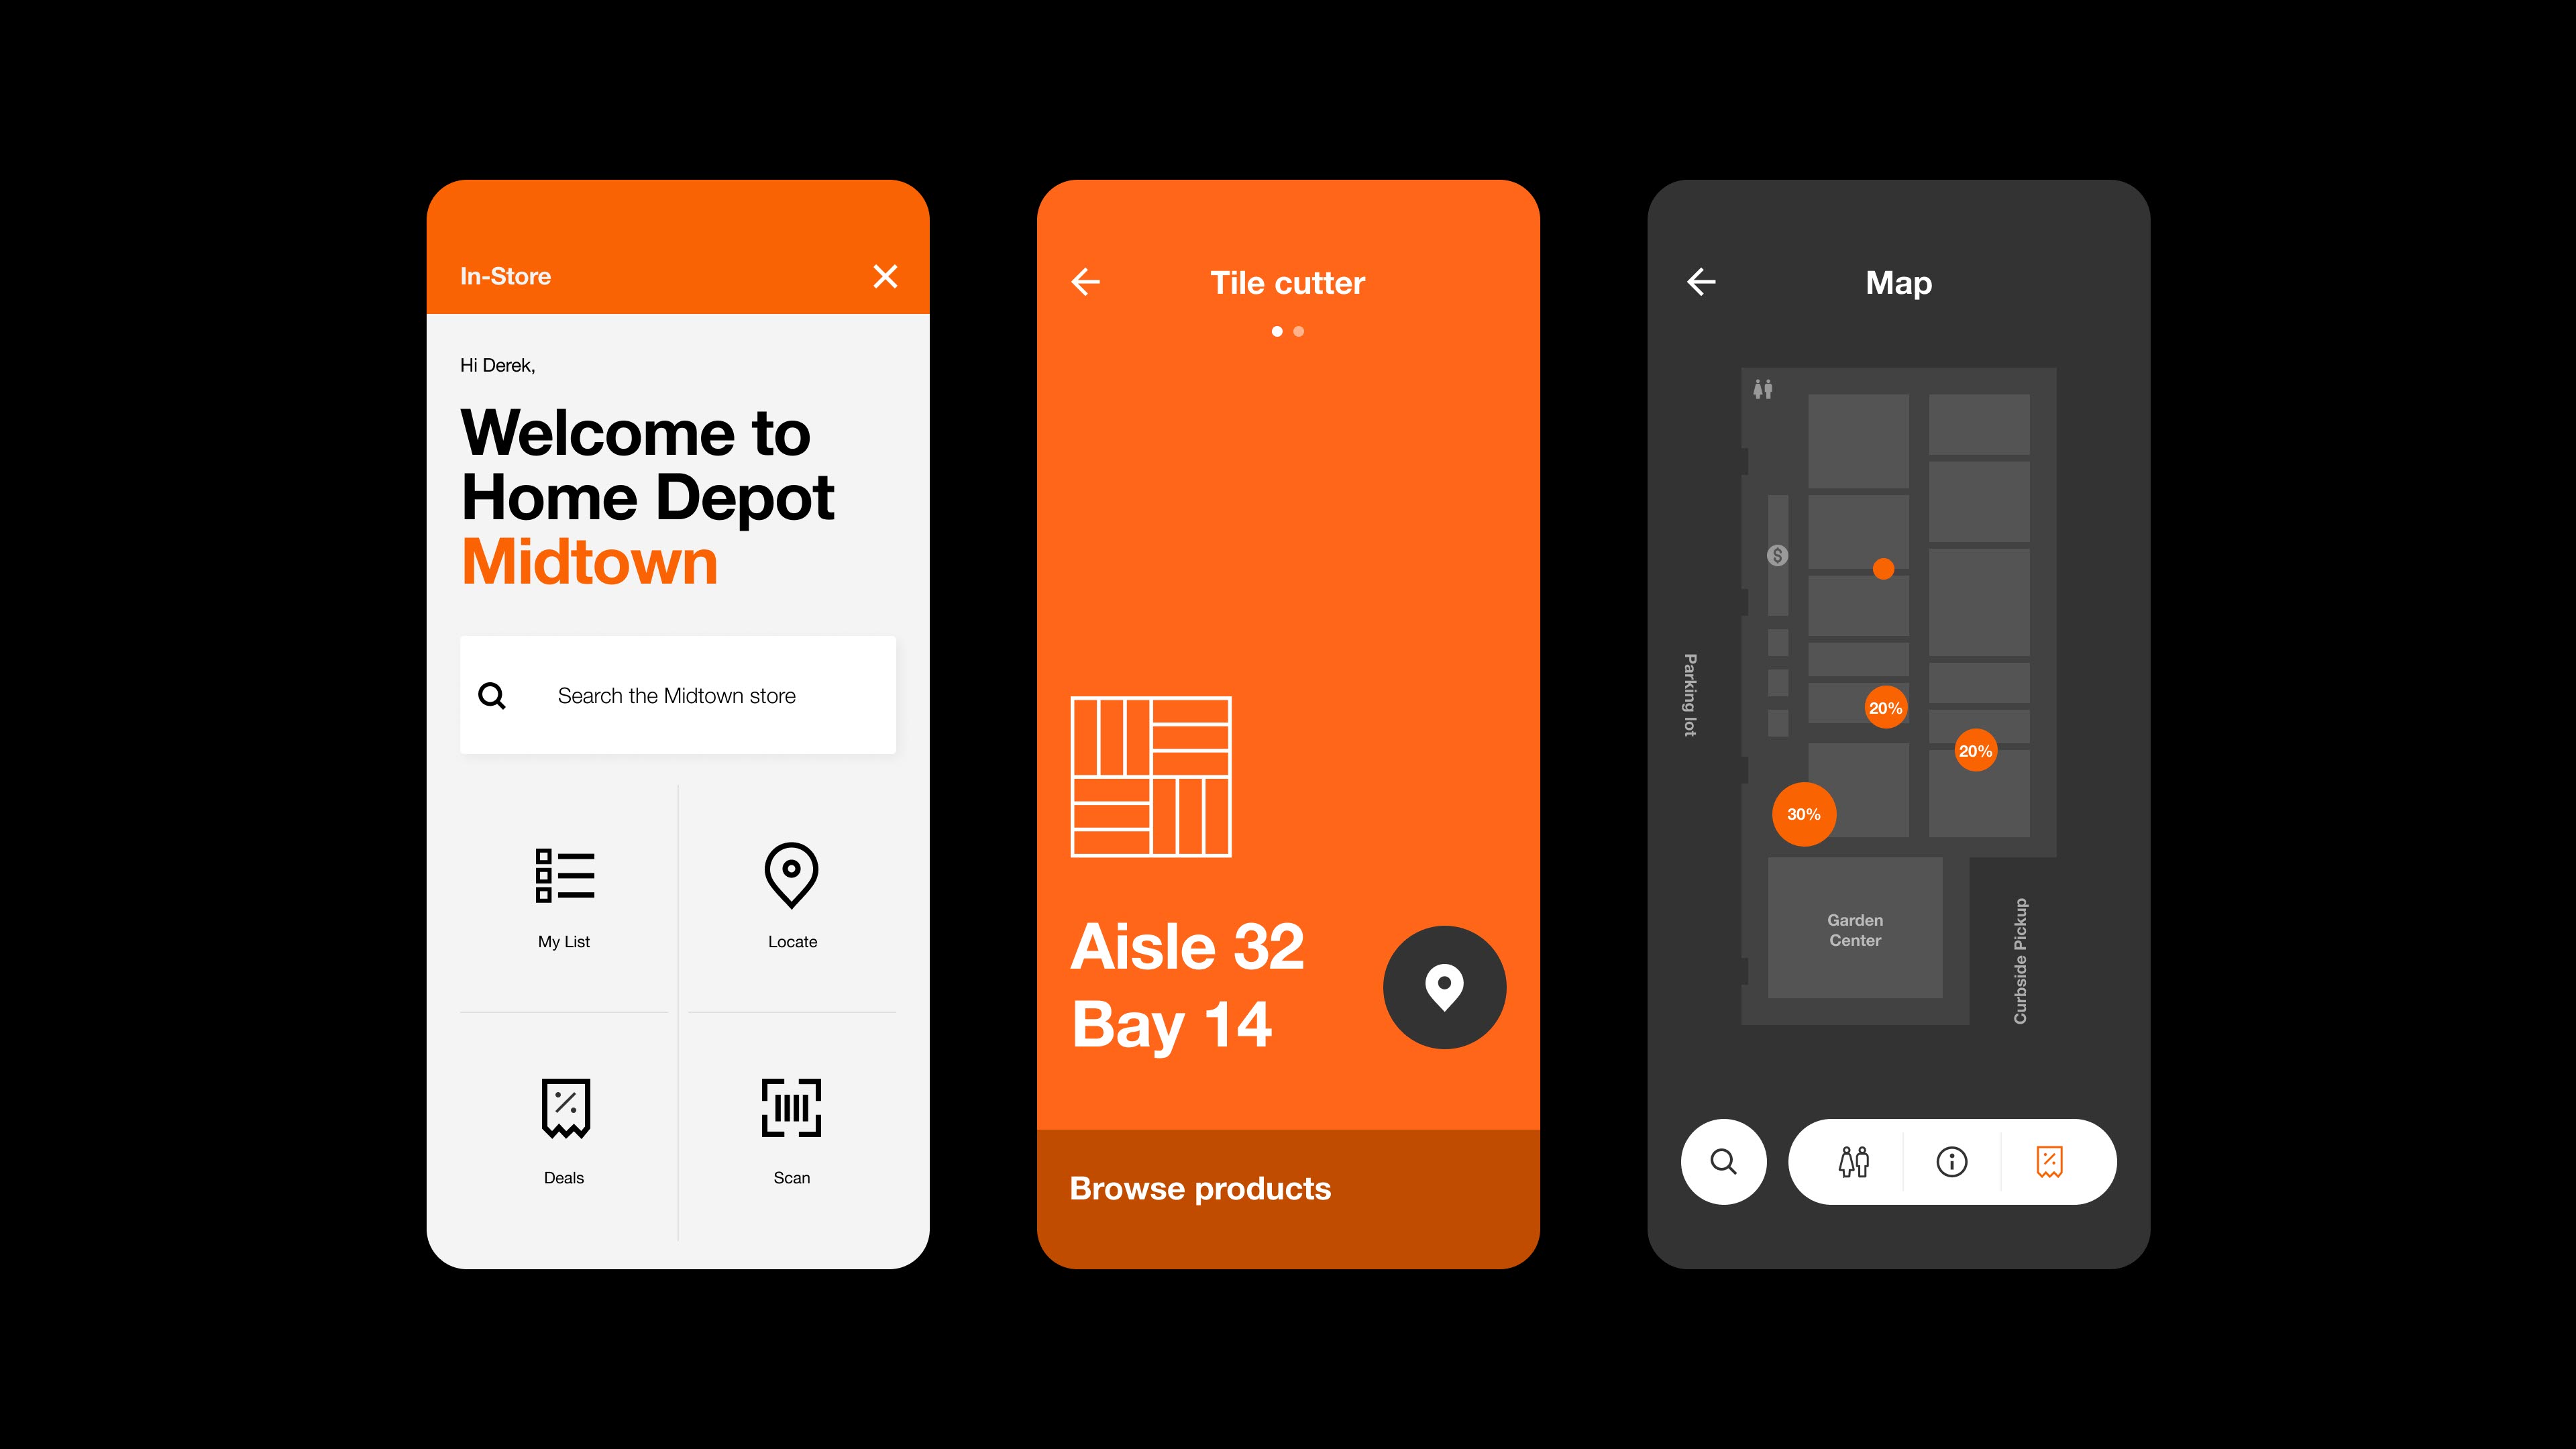 In-Store
Hi Derek,
Welcome to
Home Depot
Midtown
Search the Midtown store
My List
Locate
Deals
Scan
Tile cutter
Aisle 32
Bay 14
Browse products
Map
$
Parking lot
20%
20%
30%
Garden
Center
Curbside Pickup